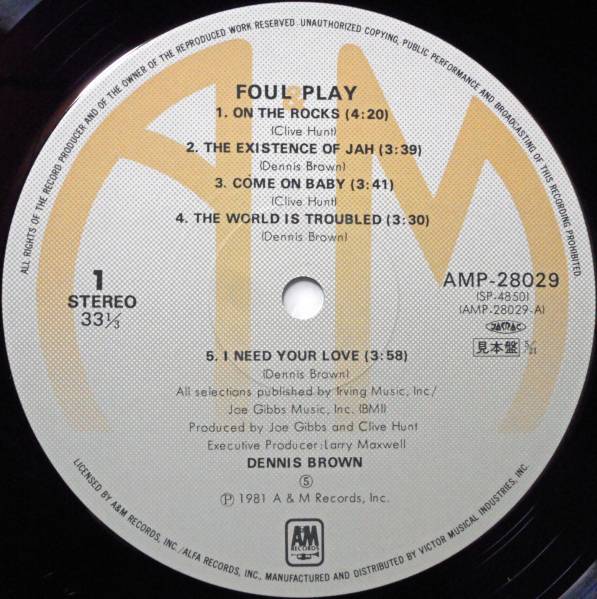 ALL RIGHTS OF THE RECORD PRODUCER AND OF THE OWNER OF THE REPRODUCED WORK RESERVED. UNAUTHORIZED COPYING, PUBLIC PERFORMANCE AND BROADCASTING OF THIS RECORDING PROHIBITED.
FOUL PLAY
1. ON THE ROCKS (4:20)
(Clive Hunt)
2. THE EXISTENCE OF JAH (3:39)
(Dennis Brown)
3. COME ON BABY (3:41)
(Clive Hunt)
4. THE WORLD IS TROUBLED (3:30)
(Dennis Brown)
1
STEREO
33⅓
AMP-28029
(SP-4850)
(AMP-28029-A)
JASRAC
見本盤 5/21
5. I NEED YOUR LOVE (3:58)
(Dennis Brown)
All selections published by Irving Music, Inc/
Joe Gibbs Music, Inc. (BMI)
Produced by Joe Gibbs and Clive Hunt
Executive Producer: Larry Maxwell
DENNIS BROWN
⑤
Ⓟ 1981 A & M Records, Inc.
A&M
RECORDS
LICENSED BY A&M RECORDS, INC./ALFA RECORDS, INC., MANUFACTURED AND DISTRIBUTED BY VICTOR MUSICAL INDUSTRIES, INC.
A&M